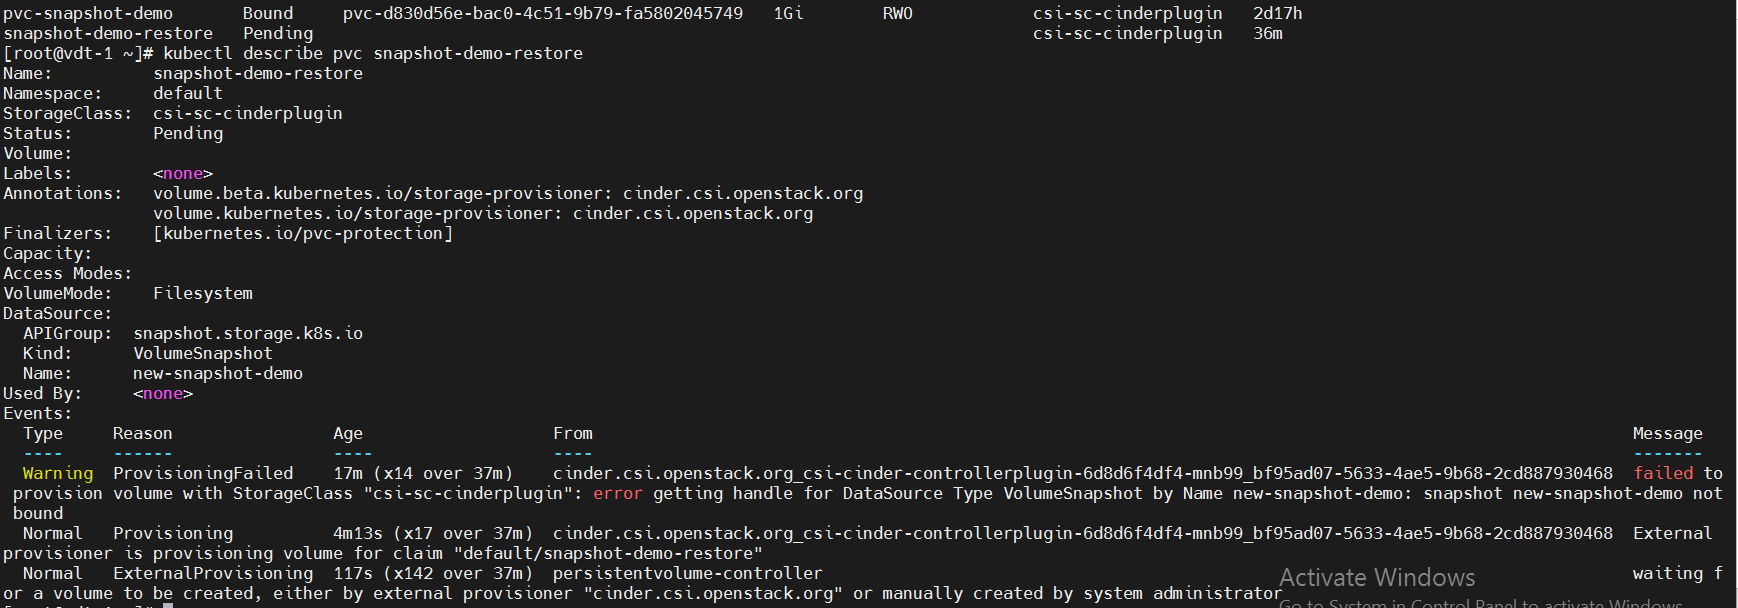 pvc-snapshot-demo       Bound     pvc-d830d56e-bac0-4c51-9b79-fa5802045749   1Gi        RWO            csi-sc-cinderplugin   2d17h
snapshot-demo-restore   Pending                                                                        csi-sc-cinderplugin   36m
[root@vdt-1 ~]# kubectl describe pvc snapshot-demo-restore
Name:          snapshot-demo-restore
Namespace:     default
StorageClass:  csi-sc-cinderplugin
Status:        Pending
Volume:
Labels:        <none>
Annotations:   volume.beta.kubernetes.io/storage-provisioner: cinder.csi.openstack.org
               volume.kubernetes.io/storage-provisioner: cinder.csi.openstack.org
Finalizers:    [kubernetes.io/pvc-protection]
Capacity:
Access Modes:
VolumeMode:    Filesystem
DataSource:
  APIGroup:  snapshot.storage.k8s.io
  Kind:      VolumeSnapshot
  Name:      new-snapshot-demo
Used By:     <none>
Events:
  Type     Reason                Age                   From                                                                                                        Message
  ----     ------                ----                  ----                                                                                                        -------
  Warning  ProvisioningFailed    17m (x14 over 37m)    cinder.csi.openstack.org_csi-cinder-controllerplugin-6d8d6f4df4-mnb99_bf95ad07-5633-4ae5-9b68-2cd887930468  failed to
 provision volume with StorageClass "csi-sc-cinderplugin": error getting handle for DataSource Type VolumeSnapshot by Name new-snapshot-demo: snapshot new-snapshot-demo not
 bound
  Normal   Provisioning          4m13s (x17 over 37m)  cinder.csi.openstack.org_csi-cinder-controllerplugin-6d8d6f4df4-mnb99_bf95ad07-5633-4ae5-9b68-2cd887930468  External
provisioner is provisioning volume for claim "default/snapshot-demo-restore"
  Normal   ExternalProvisioning  117s (x142 over 37m)  persistentvolume-controller                                                                                 waiting f
or a volume to be created, either by external provisioner "cinder.csi.openstack.org" or manually created by system administrator
Activate Windows
Go to System in Control Panel to activate Windows.